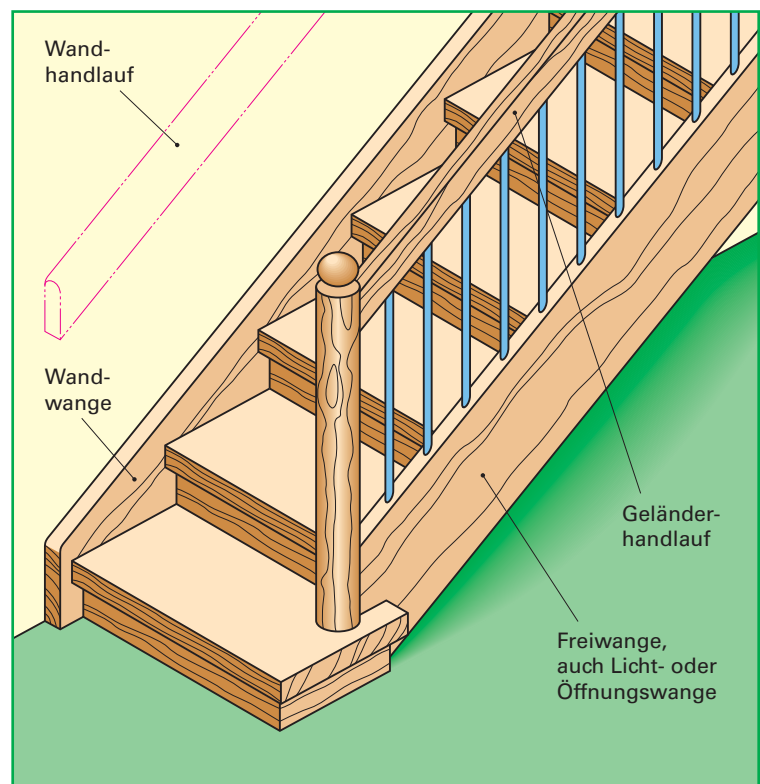 Wand-
handlauf
Wand-
wange
Geländer-
handlauf
Freiwange,
auch Licht- oder
Öffnungswange